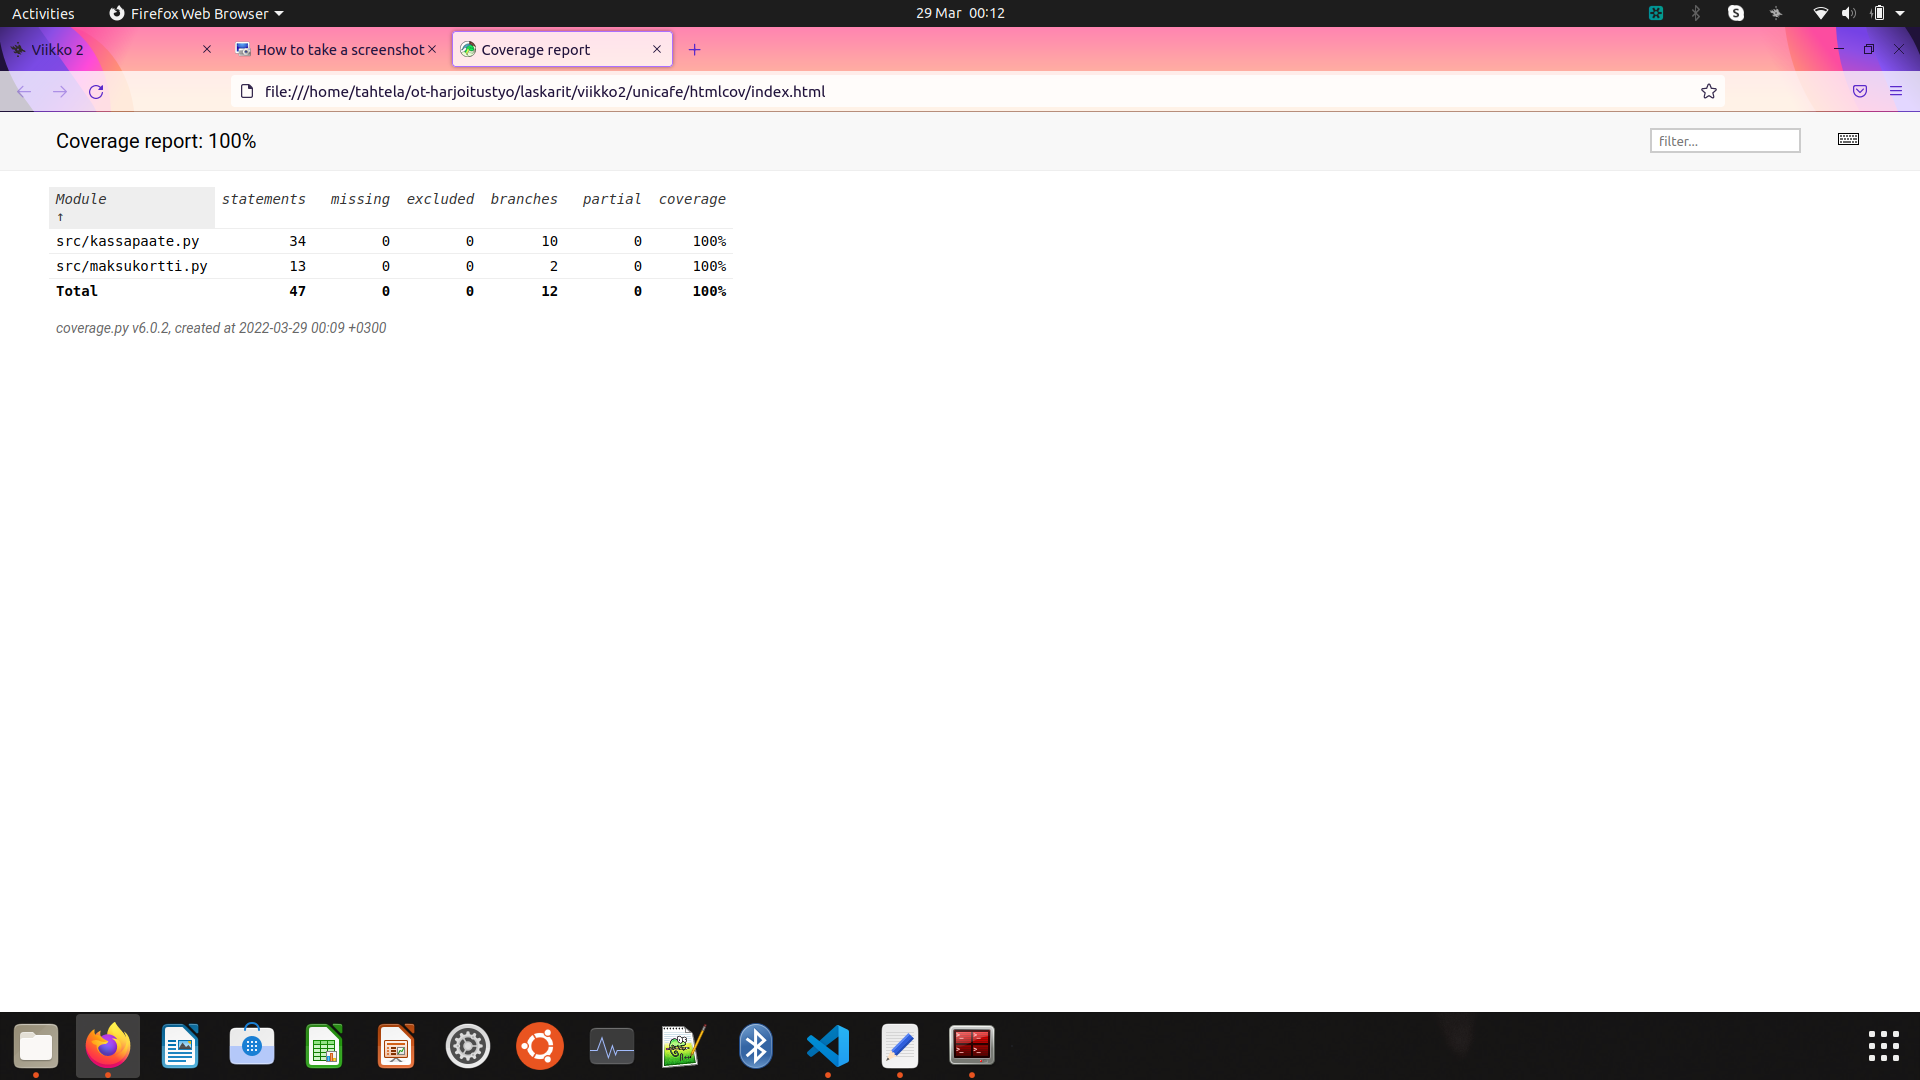 Activities Firefox Web Browser 29 Mar 00:12
Viikko 2 How to take a screenshot Coverage report
file:///home/tahtela/ot-harjoitustyo/laskarit/viikko2/unicafe/htmlcov/index.html
Coverage report: 100% filter...
Module ↑ statements missing excluded branches partial coverage
src/kassapaate.py 34 0 0 10 0 100%
src/maksukortti.py 13 0 0 2 0 100%
Total 47 0 0 12 0 100%
coverage.py v6.0.2, created at 2022-03-29 00:09 +0300